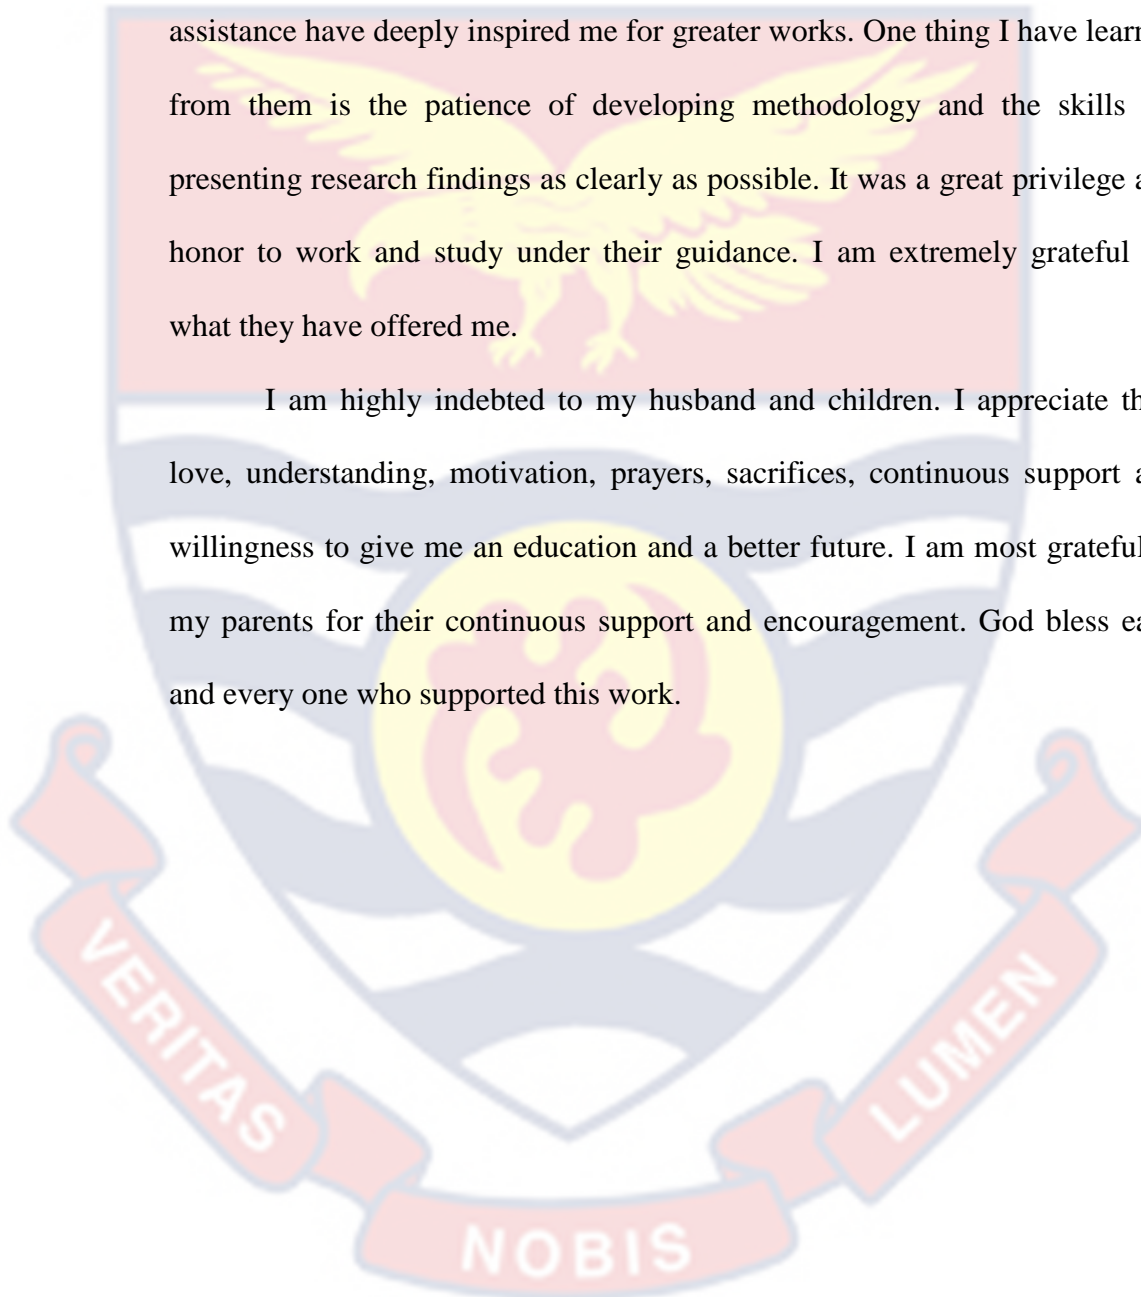 assistance have deeply inspired me for greater works. One thing I have learn
from them is the patience of developing methodology and the skills
presenting research findings as clearly as possible. It was a great privilege a
honor to work and study under their guidance. I am extremely grateful
what they have offered me.
I am highly indebted to my husband and children. I appreciate th
love, understanding, motivation, prayers, sacrifices, continuous support a
willingness to give me an education and a better future. I am most grateful
my parents for their continuous support and encouragement. God bless ea
and every one who supported this work.
VERITAS
NOBIS
LUMEN